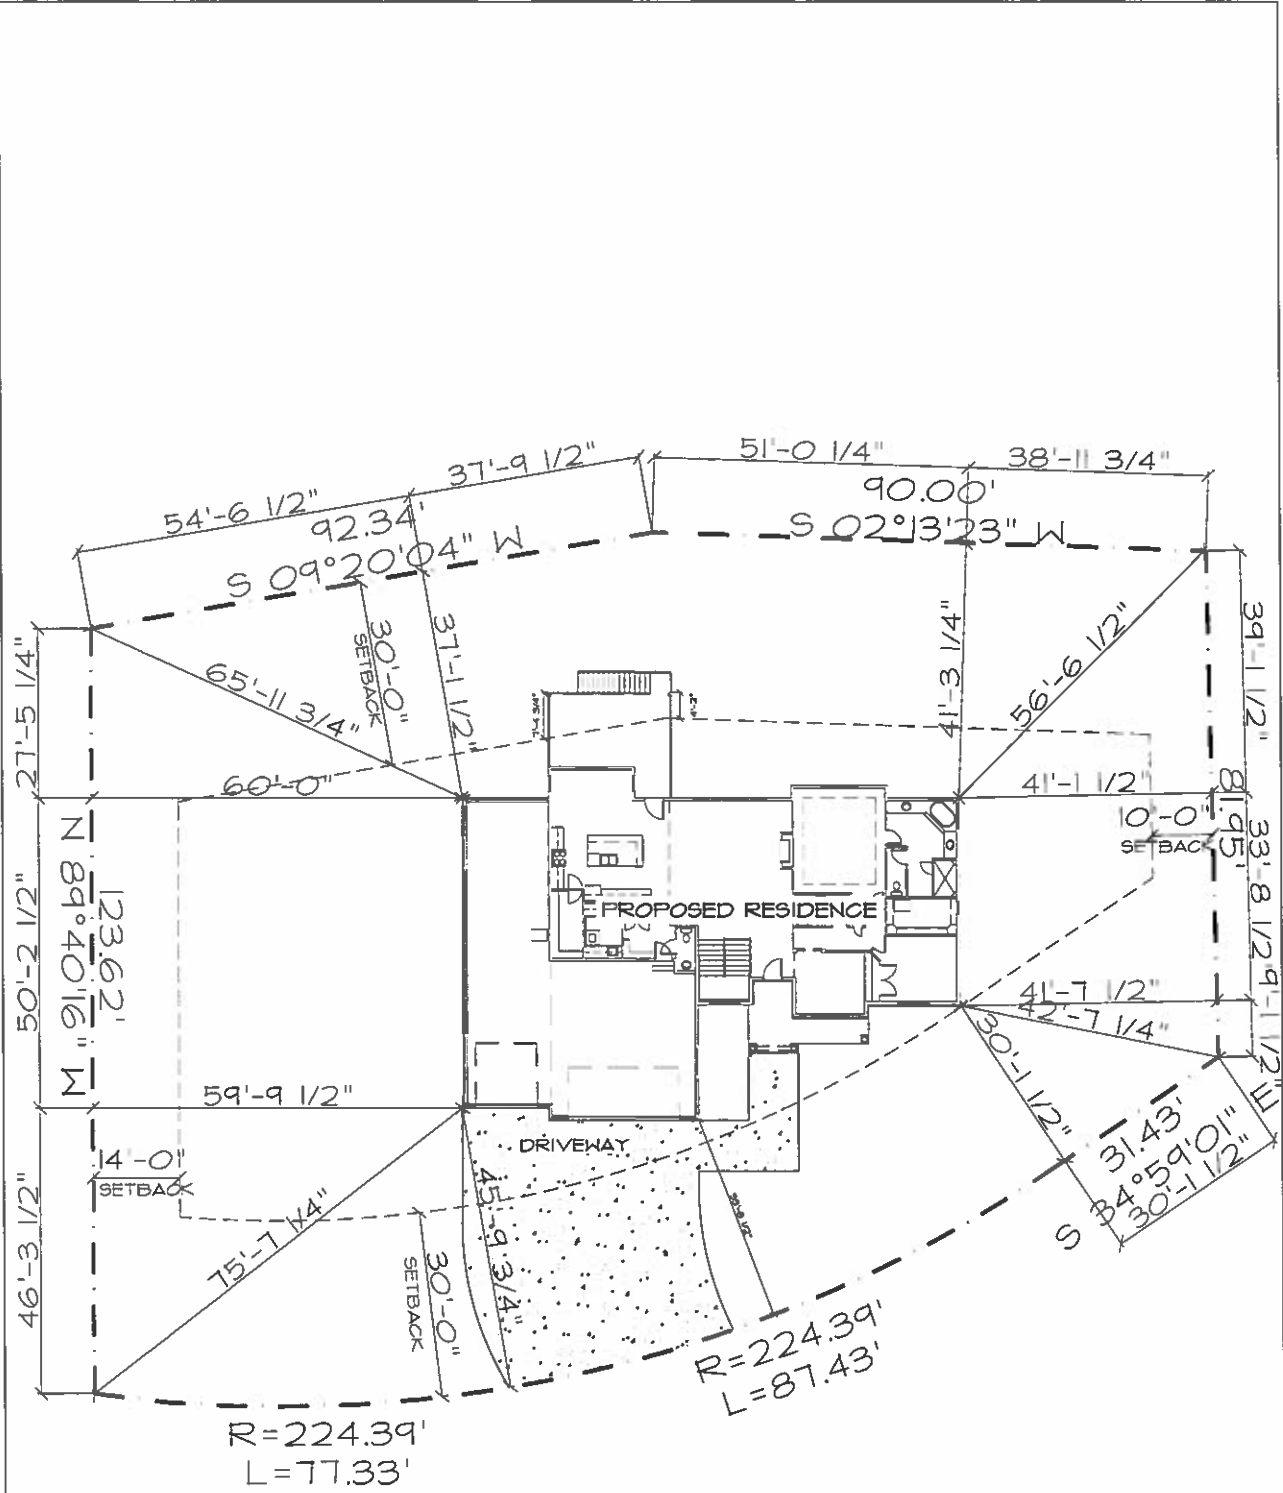 51'-0 1/4"
38'-11 3/4"
37'-9 1/2"
54'-6 1/2"
90.00'
S 02°13'23" W
92.34'
S 09°20'04" W
27'-5 1/4"
65'-11 3/4"
30'-0"
SETBACK
37'-1 1/2"
41'-3 1/4"
56'-6 1/2"
39'-1 1/2"
4'-2"
60'-0"
41'-1 1/2"
81.95'
10'-0"
SETBACK
33'-8 1/2"
PROPOSED RESIDENCE
N 89°40'16" W
123.62'
50'-2 1/2"
41'-7 1/2"
42'-7 1/4"
9'-1 1/2"
30'-1 1/2"
59'-9 1/2"
DRIVEWAY
14'-0"
SETBACK
31.43'
S 34°59'01" E
30'-1 1/2"
46'-3 1/2"
75'-7 1/4"
45'-9 3/4"
30'-0"
SETBACK
R=224.39'
L=87.43'
R=224.39'
L=77.33'